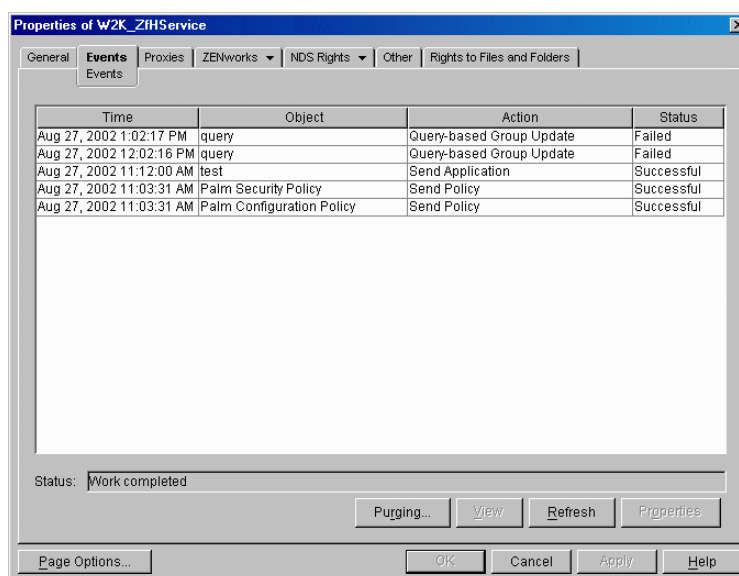 Properties of W2K_ZfHService
General Events Proxies ZENworks NDS Rights Other Rights to Files and Folders
Events
Time Object Action Status
Aug 27, 2002 1:02:17 PM query Query-based Group Update Failed
Aug 27, 2002 12:02:16 PM query Query-based Group Update Failed
Aug 27, 2002 11:12:00 AM test Send Application Successful
Aug 27, 2002 11:03:31 AM Palm Security Policy Send Policy Successful
Aug 27, 2002 11:03:31 AM Palm Configuration Policy Send Policy Successful
Status: Work completed
Purging... View Refresh Properties
Page Options... OK Cancel Apply Help